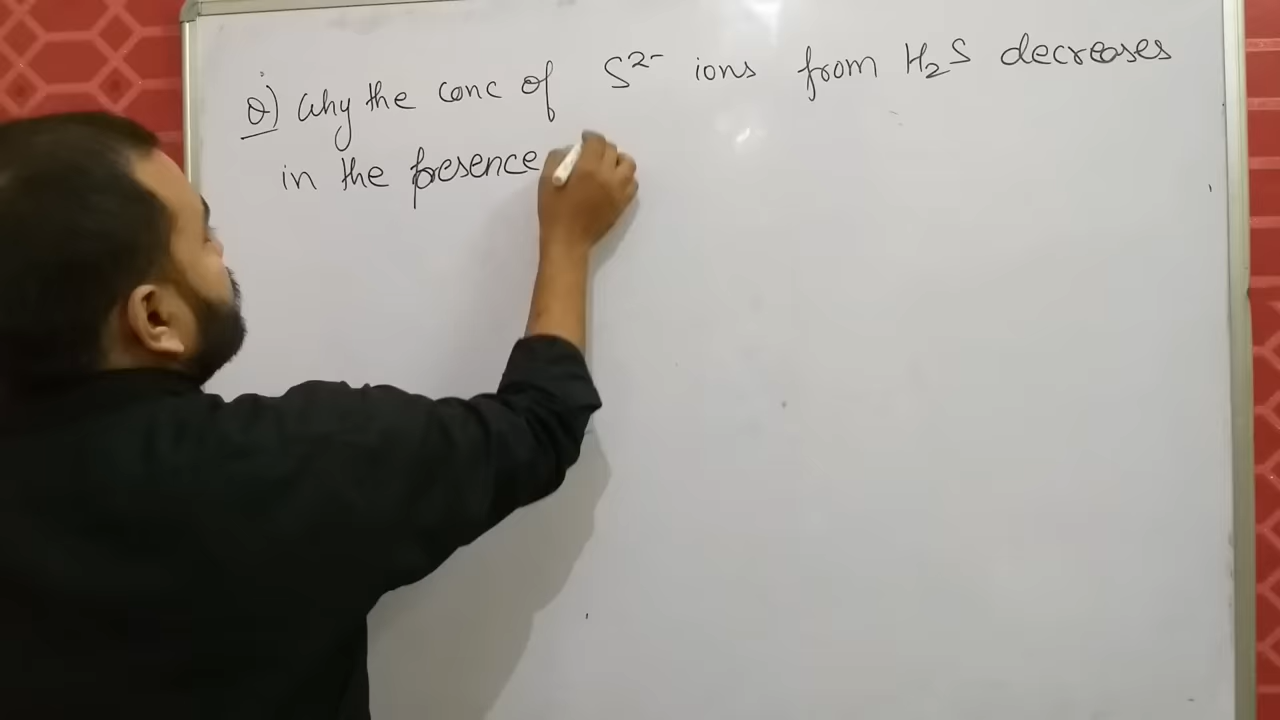 Q) Why the conc of S²⁻ ions from H₂S decreases
in the presence